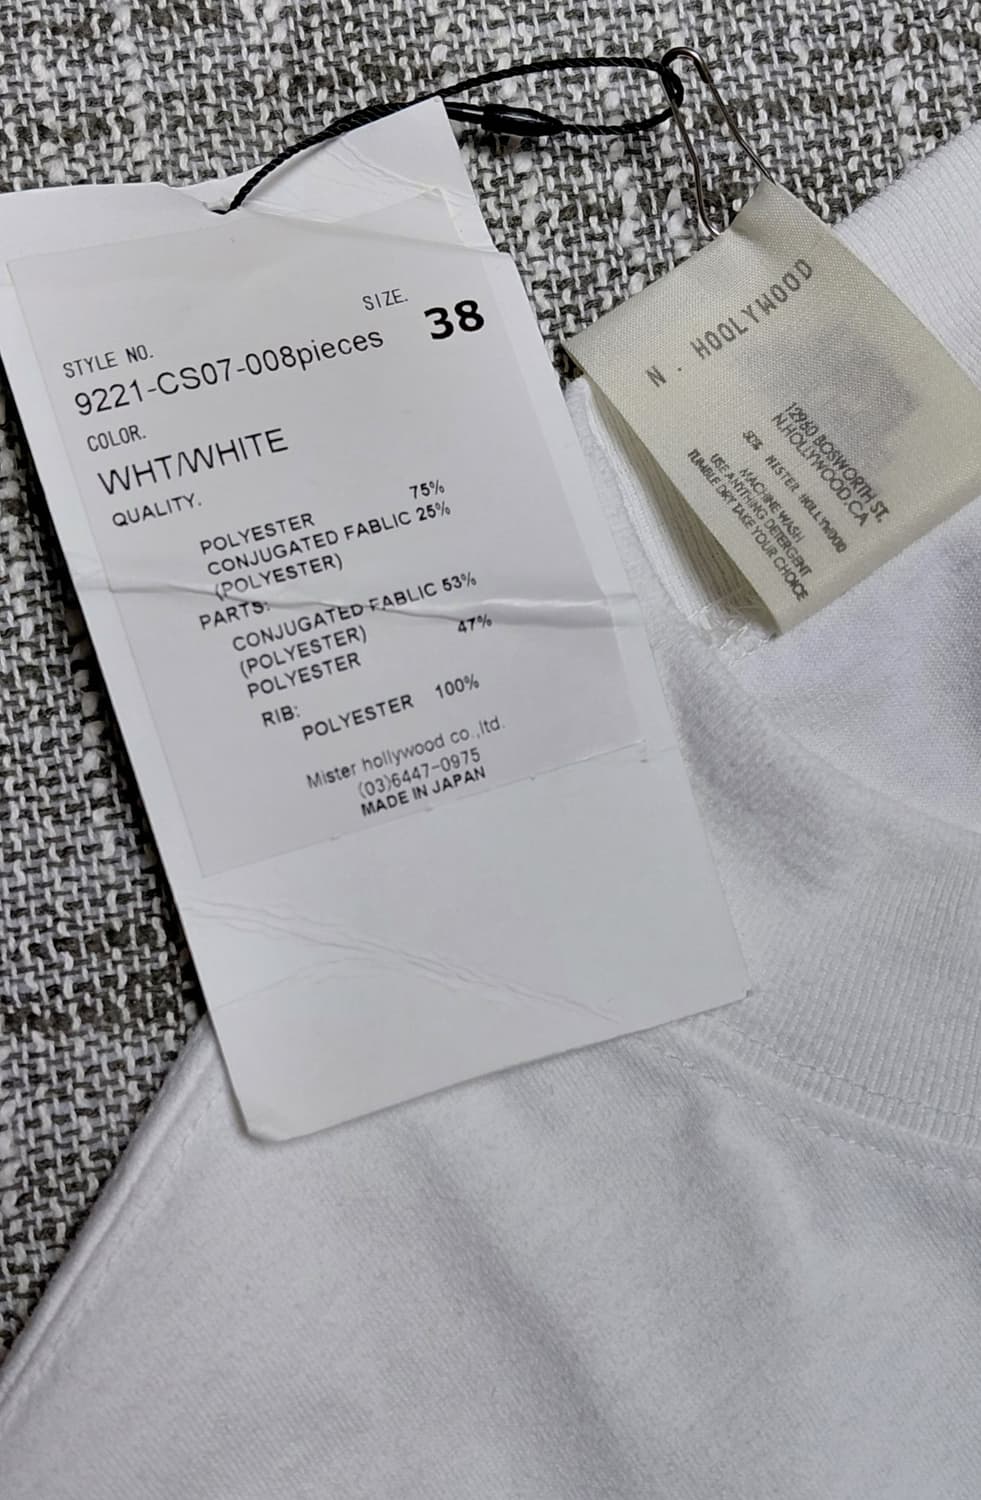 SIZE.
38
STYLE NO.
9221-CS07-008pieces
COLOR.
WHT/WHITE
QUALITY.
POLYESTER 75%
CONJUGATED FABLIC 25%
(POLYESTER)
PARTS:
CONJUGATED FABLIC 53%
(POLYESTER)
POLYESTER 47%
RIB:
POLYESTER 100%
Mister hollywood co.,ltd.
(03)6447-0975
MADE IN JAPAN
N . HOOLYWOOD
12960 BOSWORTH ST.
N.HOLLYWOOD,CA
MISTER HOLLYWOOD
MACHINE WASH
USE ANYTHING DETERGENT
TUMBLE DRY TAKE YOUR CHOICE